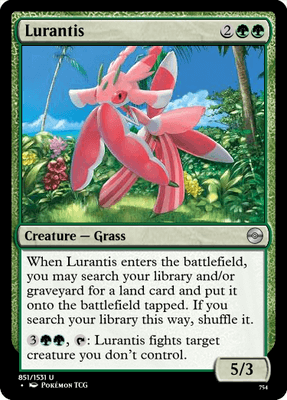 Lurantis 2
Creature — Grass
When Lurantis enters the battlefield,
you may search your library and/or
graveyard for a land card and put it
onto the battlefield tapped. If you
search your library this way, shuffle it.
3, : Lurantis fights target
creature you don't control.
5/3
851/1531 U
• Pokémon TCG
754